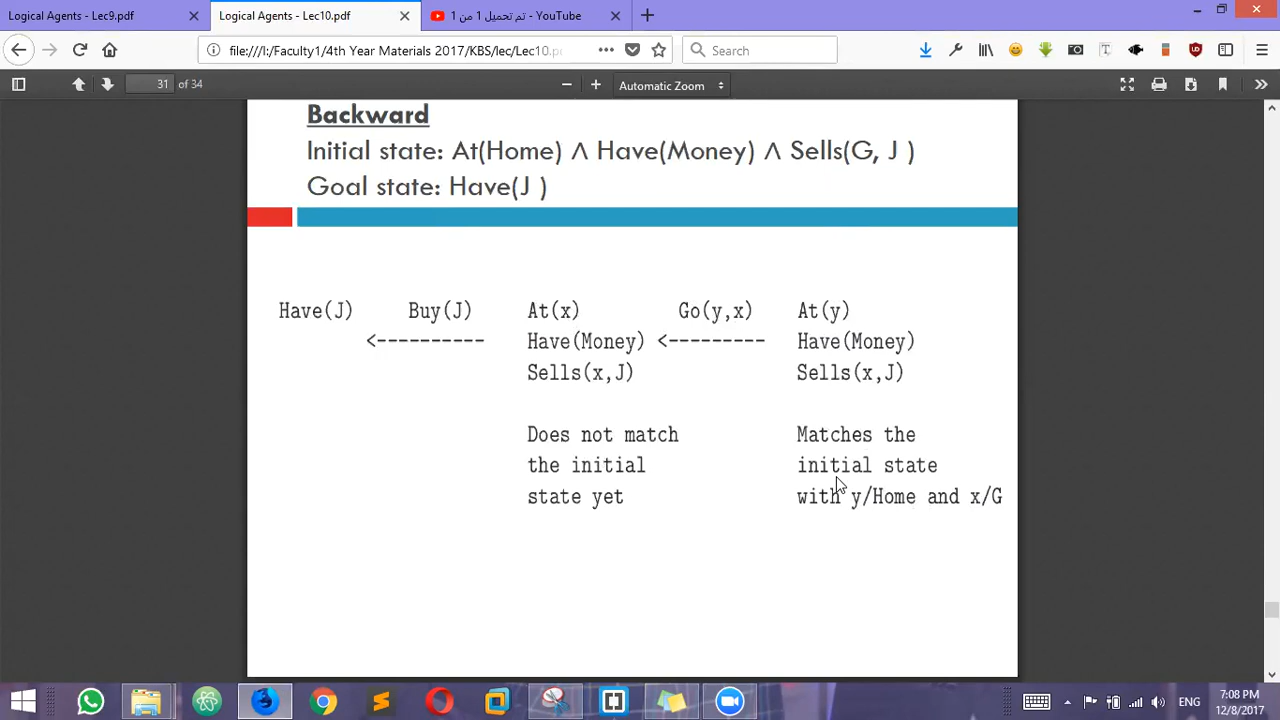 Logical Agents - Lec9.pdf
Logical Agents - Lec10.pdf
تم تحميل 1 من 1 - YouTube
file:///I:/Faculty1/4th Year Materials 2017/KBS/lec/Lec10.p
Search
31 of 34
Automatic Zoom
Backward
Initial state: At(Home) ∧ Have(Money) ∧ Sells(G, J )
Goal state: Have(J )
Have(J) Buy(J) At(x) Go(y,x) At(y)
<---------- Have(Money) <--------- Have(Money)
Sells(x,J) Sells(x,J)
Does not match Matches the
the initial initial state
state yet with y/Home and x/G
ENG
7:08 PM
12/8/2017